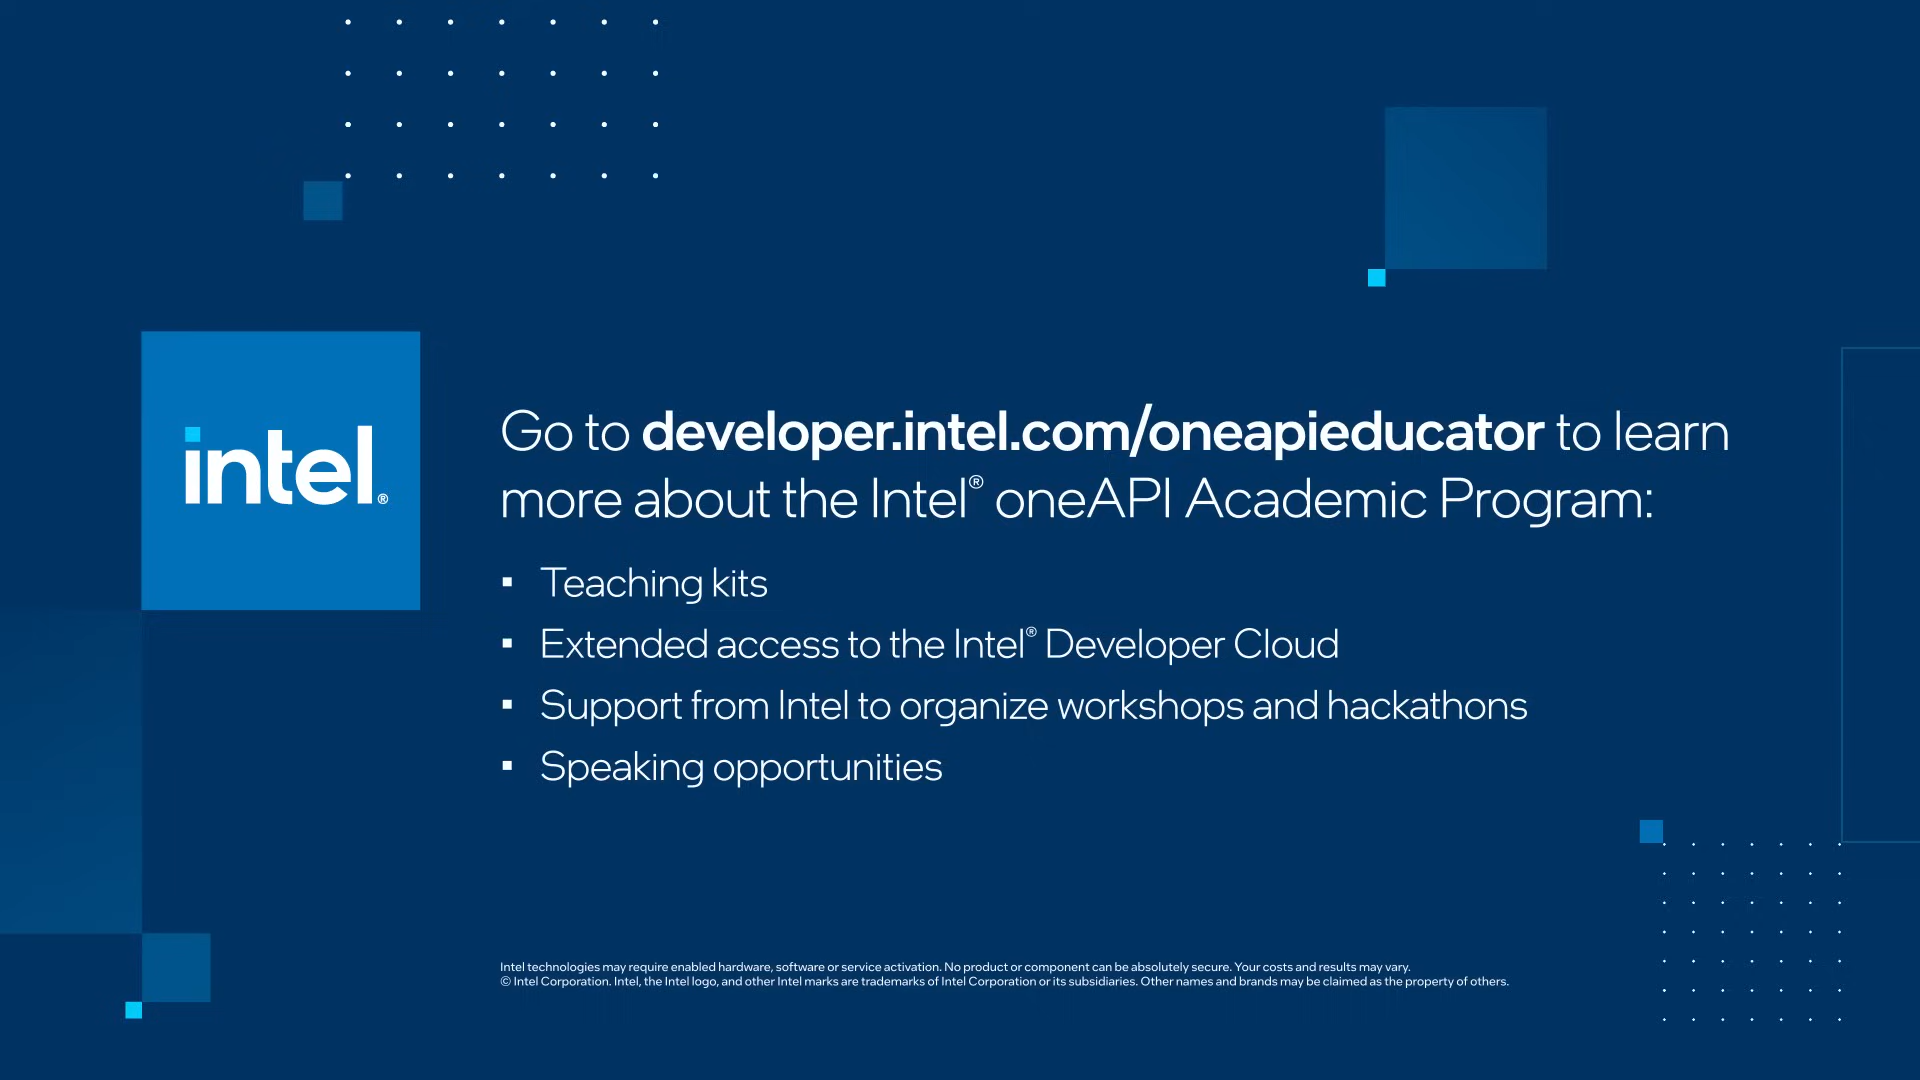 intel®
Go to developer.intel.com/oneapieducator to learn
more about the Intel® oneAPI Academic Program:
▪ Teaching kits
▪ Extended access to the Intel® Developer Cloud
▪ Support from Intel to organize workshops and hackathons
▪ Speaking opportunities
Intel technologies may require enabled hardware, software or service activation. No product or component can be absolutely secure. Your costs and results may vary.
© Intel Corporation. Intel, the Intel logo, and other Intel marks are trademarks of Intel Corporation or its subsidiaries. Other names and brands may be claimed as the property of others.